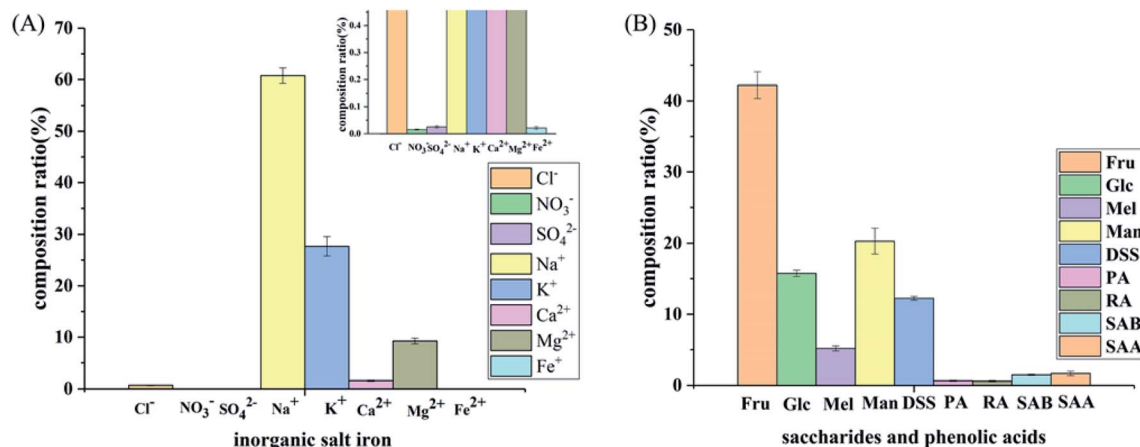 (A)
70
60
50
40
30
20
10
0
composition ratio(%)
Cl⁻ NO₃⁻ SO₄²⁻ Na⁺ K⁺ Ca²⁺ Mg²⁺ Fe²⁺
inorganic salt iron
0.4
0.3
0.2
0.1
0.0
composition ratio(%)
Cl⁻ NO₃⁻ SO₄²⁻ Na⁺ K⁺ Ca²⁺ Mg²⁺ Fe²⁺
Cl⁻
NO₃⁻
SO₄²⁻
Na⁺
K⁺
Ca²⁺
Mg²⁺
Fe⁺
(B)
50
40
30
20
10
0
composition ratio(%)
Fru Glc Mel Man DSS PA RA SAB SAA
saccharides and phenolic acids
Fru
Glc
Mel
Man
DSS
PA
RA
SAB
SAA